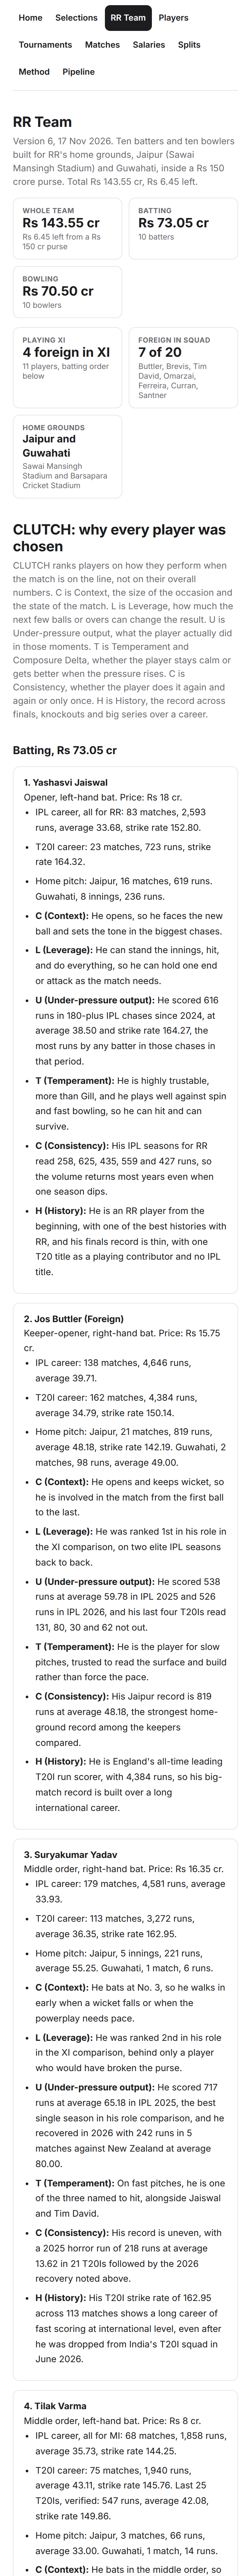 Home Selections RR Team Players
Tournaments Matches Salaries Splits
Method Pipeline
RR Team
Version 6, 17 Nov 2026. Ten batters and ten bowlers
built for RR's home grounds, Jaipur (Sawai
Mansingh Stadium) and Guwahati, inside a Rs 150
crore purse. Total Rs 143.55 cr, Rs 6.45 left.
WHOLE TEAM
Rs 143.55 cr
Rs 6.45 left from a Rs
150 cr purse
BATTING
Rs 73.05 cr
10 batters
BOWLING
Rs 70.50 cr
10 bowlers
PLAYING XI
4 foreign in XI
11 players, batting order
below
FOREIGN IN SQUAD
7 of 20
Buttler, Brevis, Tim
David, Omarzai,
Ferreira, Curran,
Santner
HOME GROUNDS
Jaipur and
Guwahati
Sawai Mansingh
Stadium and Barsapara
Cricket Stadium
CLUTCH: why every player was
chosen
CLUTCH ranks players on how they perform when
the match is on the line, not on their overall
numbers. C is Context, the size of the occasion and
the state of the match. L is Leverage, how much the
next few balls or overs can change the result. U is
Under-pressure output, what the player actually did
in those moments. T is Temperament and
Composure Delta, whether the player stays calm or
gets better when the pressure rises. C is
Consistency, whether the player does it again and
again or only once. H is History, the record across
finals, knockouts and big series over a career.
Batting, Rs 73.05 cr
1. Yashasvi Jaiswal
Opener, left-hand bat. Price: Rs 18 cr.
• IPL career, all for RR: 83 matches, 2,593
runs, average 33.68, strike rate 152.80.
• T20I career: 23 matches, 723 runs, strike
rate 164.32.
• Home pitch: Jaipur, 16 matches, 619 runs.
Guwahati, 8 innings, 236 runs.
• C (Context): He opens, so he faces the new
ball and sets the tone in the biggest chases.
• L (Leverage): He can stand the innings, hit,
and do everything, so he can hold one end
or attack as the match needs.
• U (Under-pressure output): He scored 616
runs in 180-plus IPL chases since 2024, at
average 38.50 and strike rate 164.27, the
most runs by any batter in those chases in
that period.
• T (Temperament): He is highly trustable,
more than Gill, and he plays well against spin
and fast bowling, so he can hit and can
survive.
• C (Consistency): His IPL seasons for RR
read 258, 625, 435, 559 and 427 runs, so
the volume returns most years even when
one season dips.
• H (History): He is an RR player from the
beginning, with one of the best histories with
RR, and his finals record is thin, with one
T20 title as a playing contributor and no IPL
title.
2. Jos Buttler (Foreign)
Keeper-opener, right-hand bat. Price: Rs 15.75
cr.
• IPL career: 138 matches, 4,646 runs,
average 39.71.
• T20I career: 162 matches, 4,384 runs,
average 34.79, strike rate 150.14.
• Home pitch: Jaipur, 21 matches, 819 runs,
average 48.18, strike rate 142.19. Guwahati, 2
matches, 98 runs, average 49.00.
• C (Context): He opens and keeps wicket, so
he is involved in the match from the first ball
to the last.
• L (Leverage): He was ranked 1st in his role in
the XI comparison, on two elite IPL seasons
back to back.
• U (Under-pressure output): He scored 538
runs at average 59.78 in IPL 2025 and 526
runs in IPL 2026, and his last four T20Is read
131, 80, 30 and 62 not out.
• T (Temperament): He is the player for slow
pitches, trusted to read the surface and build
rather than force the pace.
• C (Consistency): His Jaipur record is 819
runs at average 48.18, the strongest home-
ground record among the keepers
compared.
• H (History): He is England's all-time leading
T20I run scorer, with 4,384 runs, so his big-
match record is built over a long
international career.
3. Suryakumar Yadav
Middle order, right-hand bat. Price: Rs 16.35 cr.
• IPL career: 179 matches, 4,581 runs, average
33.93.
• T20I career: 113 matches, 3,272 runs,
average 36.35, strike rate 162.95.
• Home pitch: Jaipur, 5 innings, 221 runs,
average 55.25. Guwahati, 1 match, 6 runs.
• C (Context): He bats at No. 3, so he walks in
early when a wicket falls or when the
powerplay needs pace.
• L (Leverage): He was ranked 2nd in his role
in the XI comparison, behind only a player
who would have broken the purse.
• U (Under-pressure output): He scored 717
runs at average 65.18 in IPL 2025, the best
single season in his role comparison, and he
recovered in 2026 with 242 runs in 5
matches against New Zealand at average
80.00.
• T (Temperament): On fast pitches, he is one
of the three named to hit, alongside Jaiswal
and Tim David.
• C (Consistency): His record is uneven, with
a 2025 horror run of 218 runs at average
13.62 in 21 T20Is followed by the 2026
recovery noted above.
• H (History): His T20I strike rate of 162.95
across 113 matches shows a long career of
fast scoring at international level, even after
he was dropped from India's T20I squad in
June 2026.
4. Tilak Varma
Middle order, left-hand bat. Price: Rs 8 cr.
• IPL career, all for MI: 68 matches, 1,858 runs,
average 35.73, strike rate 144.25.
• T20I career: 75 matches, 1,940 runs,
average 43.11, strike rate 145.76. Last 25
T20Is, verified: 547 runs, average 42.08,
strike rate 149.86.
• Home pitch: Jaipur, 3 matches, 66 runs,
average 33.00. Guwahati, 1 match, 14 runs.
• C (Context): He bats in the middle order, so